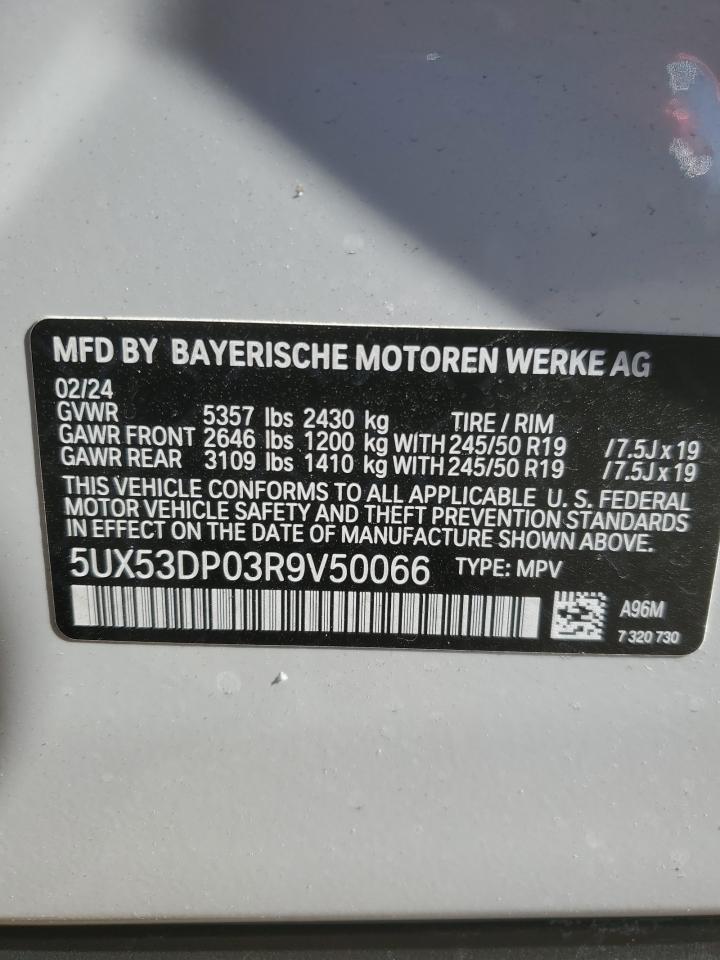 MFD BY BAYERISCHE MOTOREN WERKE AG
02/24
GVWR 5357 lbs 2430 kg TIRE / RIM
GAWR FRONT 2646 lbs 1200 kg WITH 245/50 R19 / 7.5J x 19
GAWR REAR 3109 lbs 1410 kg WITH 245/50 R19 / 7.5J x 19
THIS VEHICLE CONFORMS TO ALL APPLICABLE U. S. FEDERAL
MOTOR VEHICLE SAFETY AND THEFT PREVENTION STANDARDS
IN EFFECT ON THE DATE OF MANUFACTURE SHOWN ABOVE.
5UX53DP03R9V50066 TYPE: MPV
A96M
7 320 730